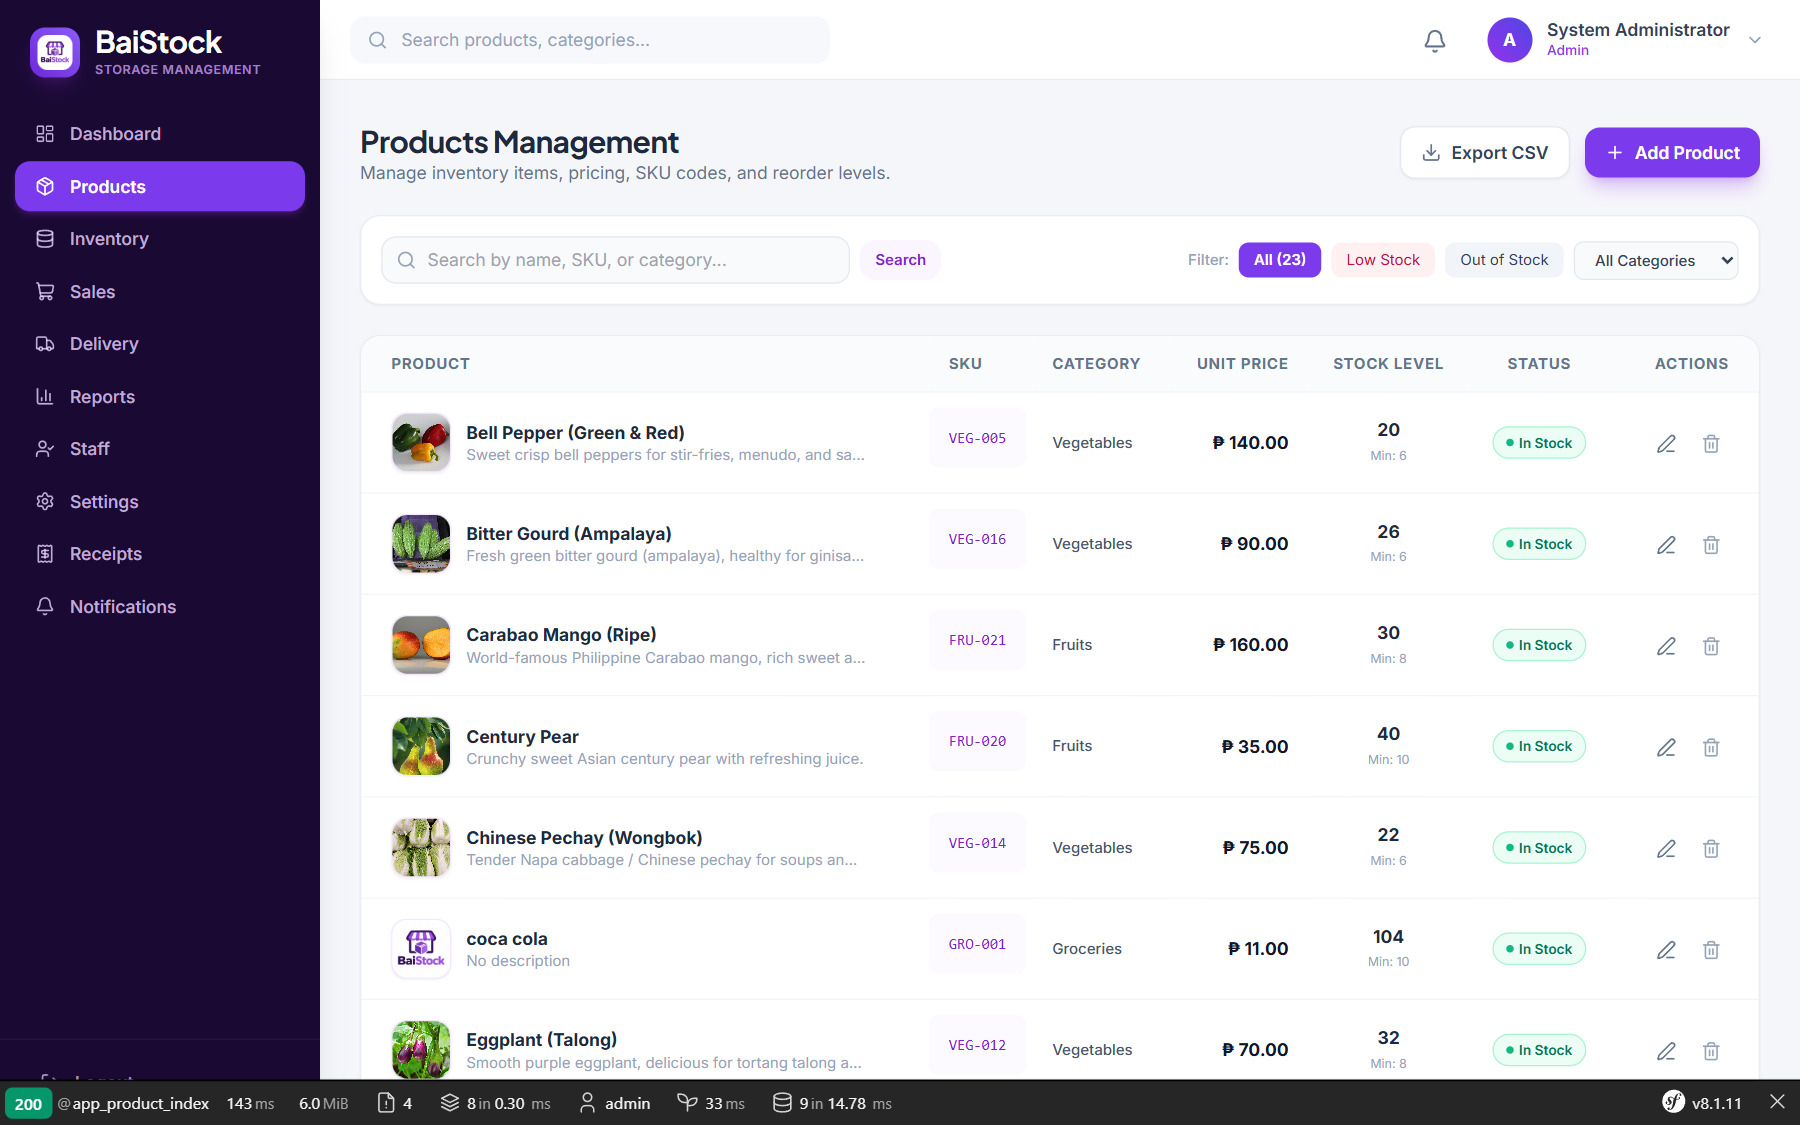 BaiStock
BaiStock
STORAGE MANAGEMENT
Dashboard
Products
Inventory
Sales
Delivery
Reports
Staff
Settings
Receipts
Notifications
Search products, categories...
A
System Administrator
Admin
Products Management
Manage inventory items, pricing, SKU codes, and reorder levels.
Export CSV
+ Add Product
Search by name, SKU, or category...
Search
Filter:
All (23)
Low Stock
Out of Stock
All Categories
PRODUCT SKU CATEGORY UNIT PRICE STOCK LEVEL STATUS ACTIONS
Bell Pepper (Green & Red)
Sweet crisp bell peppers for stir-fries, menudo, and sa...
VEG-005
Vegetables
₱ 140.00
20
Min: 6
In Stock
Bitter Gourd (Ampalaya)
Fresh green bitter gourd (ampalaya), healthy for ginisa...
VEG-016
Vegetables
₱ 90.00
26
Min: 6
In Stock
Carabao Mango (Ripe)
World-famous Philippine Carabao mango, rich sweet a...
FRU-021
Fruits
₱ 160.00
30
Min: 8
In Stock
Century Pear
Crunchy sweet Asian century pear with refreshing juice.
FRU-020
Fruits
₱ 35.00
40
Min: 10
In Stock
Chinese Pechay (Wongbok)
Tender Napa cabbage / Chinese pechay for soups an...
VEG-014
Vegetables
₱ 75.00
22
Min: 6
In Stock
BaiStock
coca cola
No description
GRO-001
Groceries
₱ 11.00
104
Min: 10
In Stock
Eggplant (Talong)
Smooth purple eggplant, delicious for tortang talong a...
VEG-012
Vegetables
₱ 70.00
32
Min: 8
In Stock
200 @app_product_index 143 ms 6.0 MiB 4 8 in 0.30 ms admin 33 ms 9 in 14.78 ms sf v8.1.11